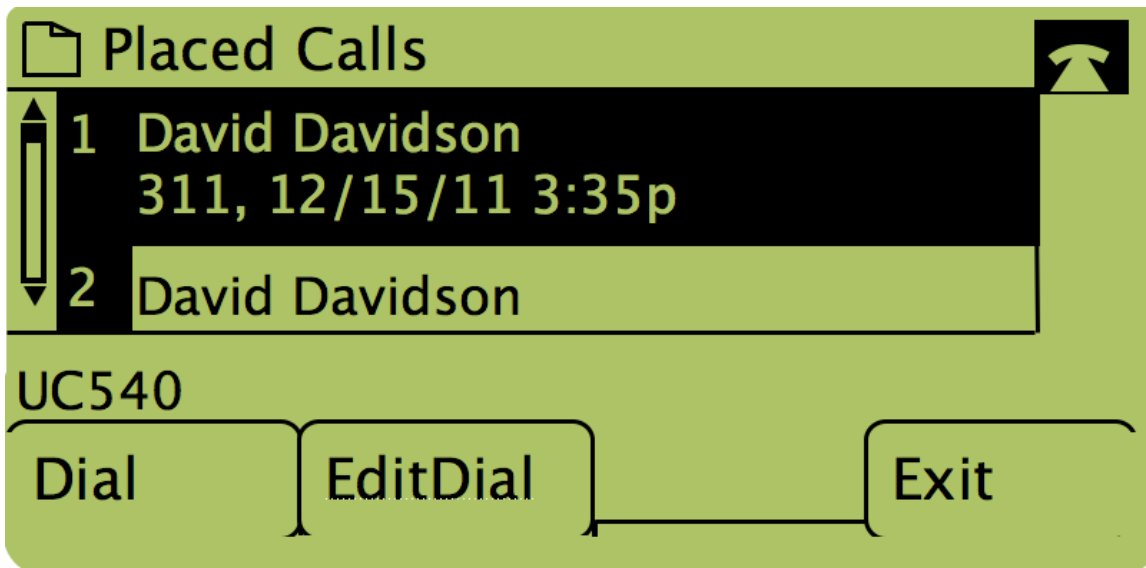 Placed Calls
1 David Davidson
311, 12/15/11 3:35p
2 David Davidson
UC540
Dial EditDial Exit